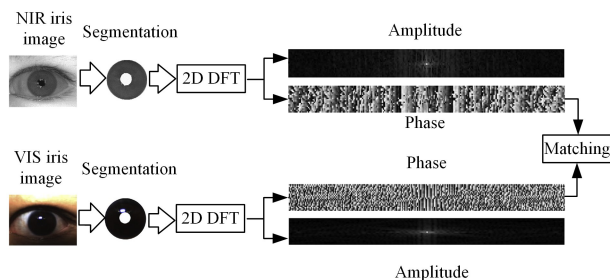 NIR iris
image
Segmentation
2D DFT
Amplitude
Phase
Matching
VIS iris
image
Segmentation
2D DFT
Phase
Amplitude